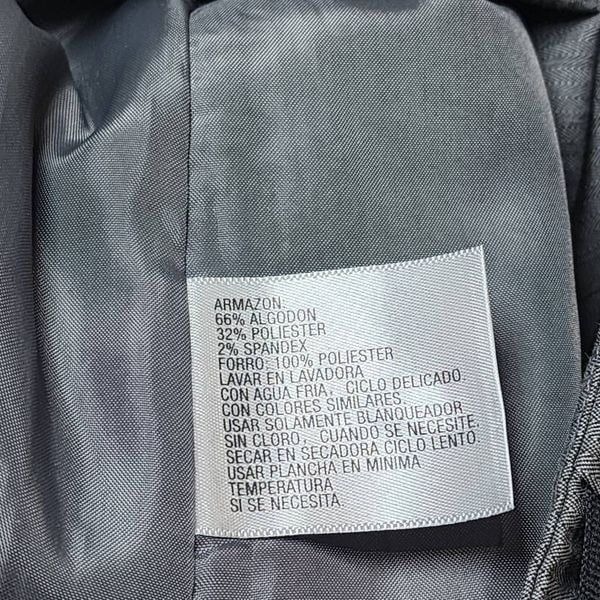 ARMAZON:
66% ALGODON
32% POLIESTER
2% SPANDEX
FORRO: 100% POLIESTER
LAVAR EN LAVADORA
CON AGUA FRIA, CICLO DELICADO.
CON COLORES SIMILARES
USAR SOLAMENTE BLANQUEADOR
SIN CLORO, CUANDO SE NECESITE,
SECAR EN SECADORA CICLO LENTO.
USAR PLANCHA EN MINIMA
TEMPERATURA
SI SE NECESITA.